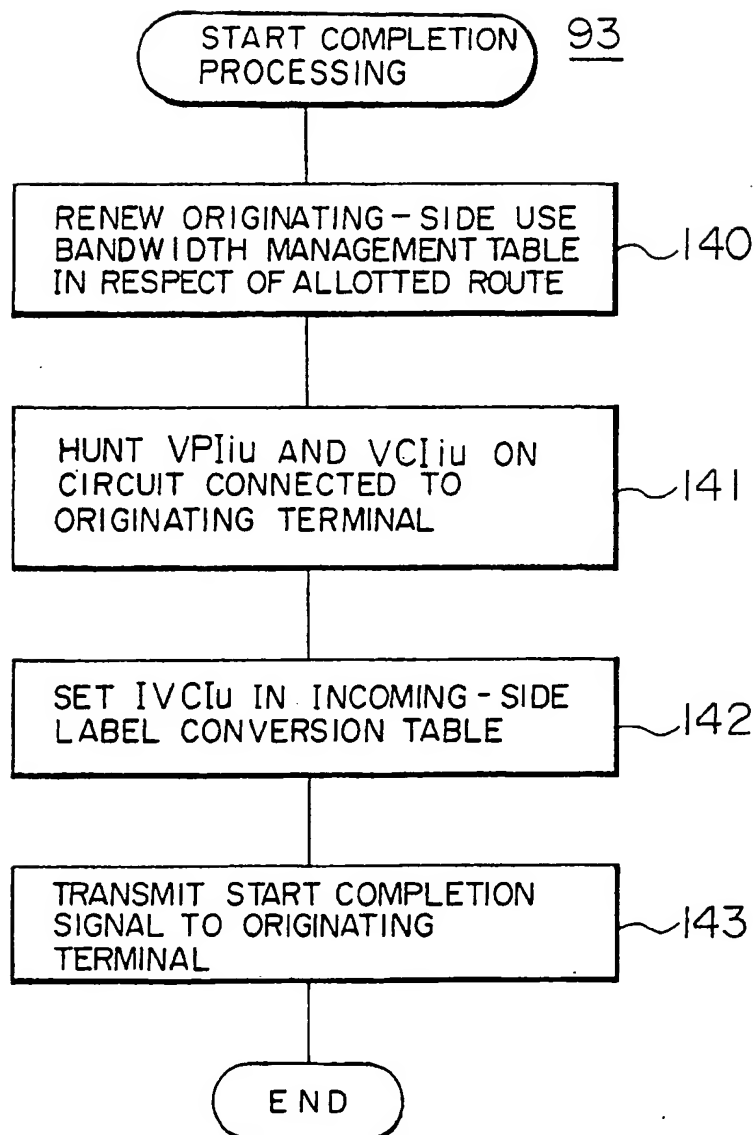 START COMPLETION
PROCESSING
93
RENEW ORIGINATING-SIDE USE
BANDWIDTH MANAGEMENT TABLE
IN RESPECT OF ALLOTTED ROUTE
140
HUNT VPIiu AND VCIiu ON
CIRCUIT CONNECTED TO
ORIGINATING TERMINAL
141
SET IVCIu IN INCOMING-SIDE
LABEL CONVERSION TABLE
142
TRANSMIT START COMPLETION
SIGNAL TO ORIGINATING
TERMINAL
143
END